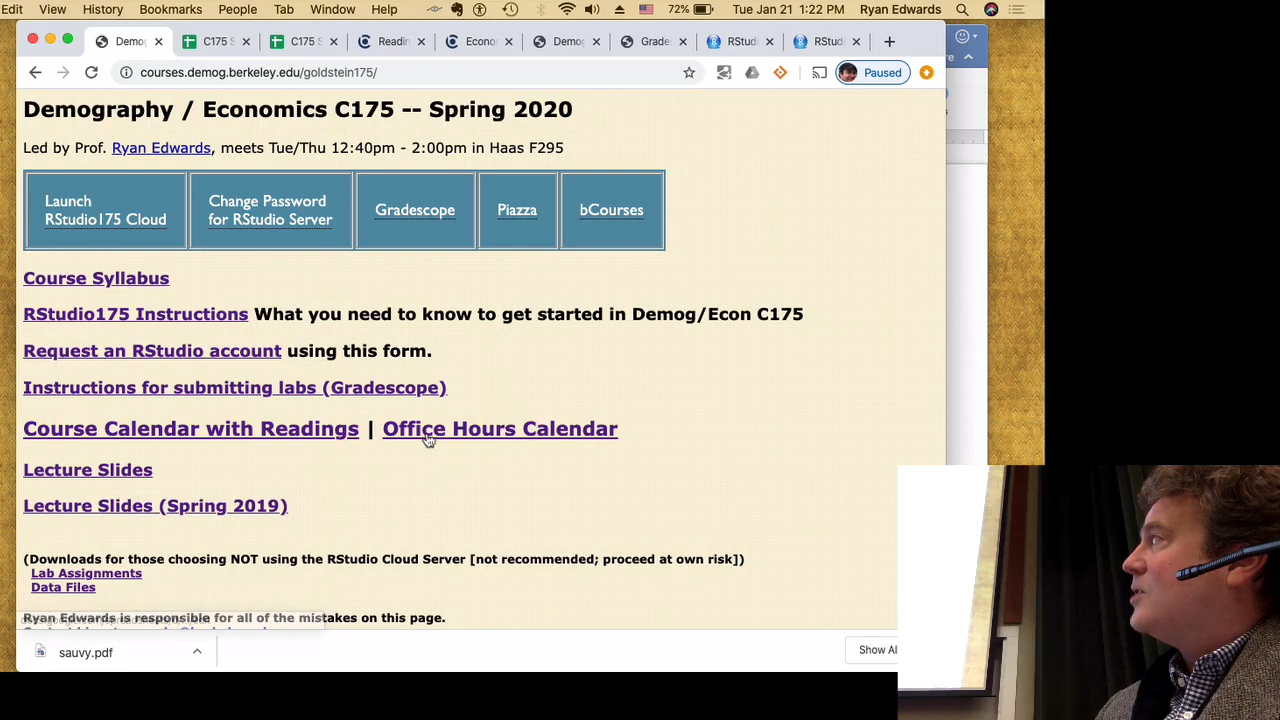 Edit View History Bookmarks People Tab Window Help 72% Tue Jan 21 1:22 PM Ryan Edwards
Demo C175 S C175 S Readin Econo Demo Grade RStudi RStudi
courses.demog.berkeley.edu/goldstein175/ Paused
Demography / Economics C175 -- Spring 2020
Led by Prof. Ryan Edwards, meets Tue/Thu 12:40pm - 2:00pm in Haas F295
Launch
RStudio175 Cloud
Change Password
for RStudio Server
Gradescope
Piazza
bCourses
Course Syllabus
RStudio175 Instructions What you need to know to get started in Demog/Econ C175
Request an RStudio account using this form.
Instructions for submitting labs (Gradescope)
Course Calendar with Readings | Office Hours Calendar
Lecture Slides
Lecture Slides (Spring 2019)
(Downloads for those choosing NOT using the RStudio Cloud Server [not recommended; proceed at own risk])
Lab Assignments
Data Files
Ryan Edwards is responsible for all of the mistakes on this page.
sauvy.pdf
Show Al